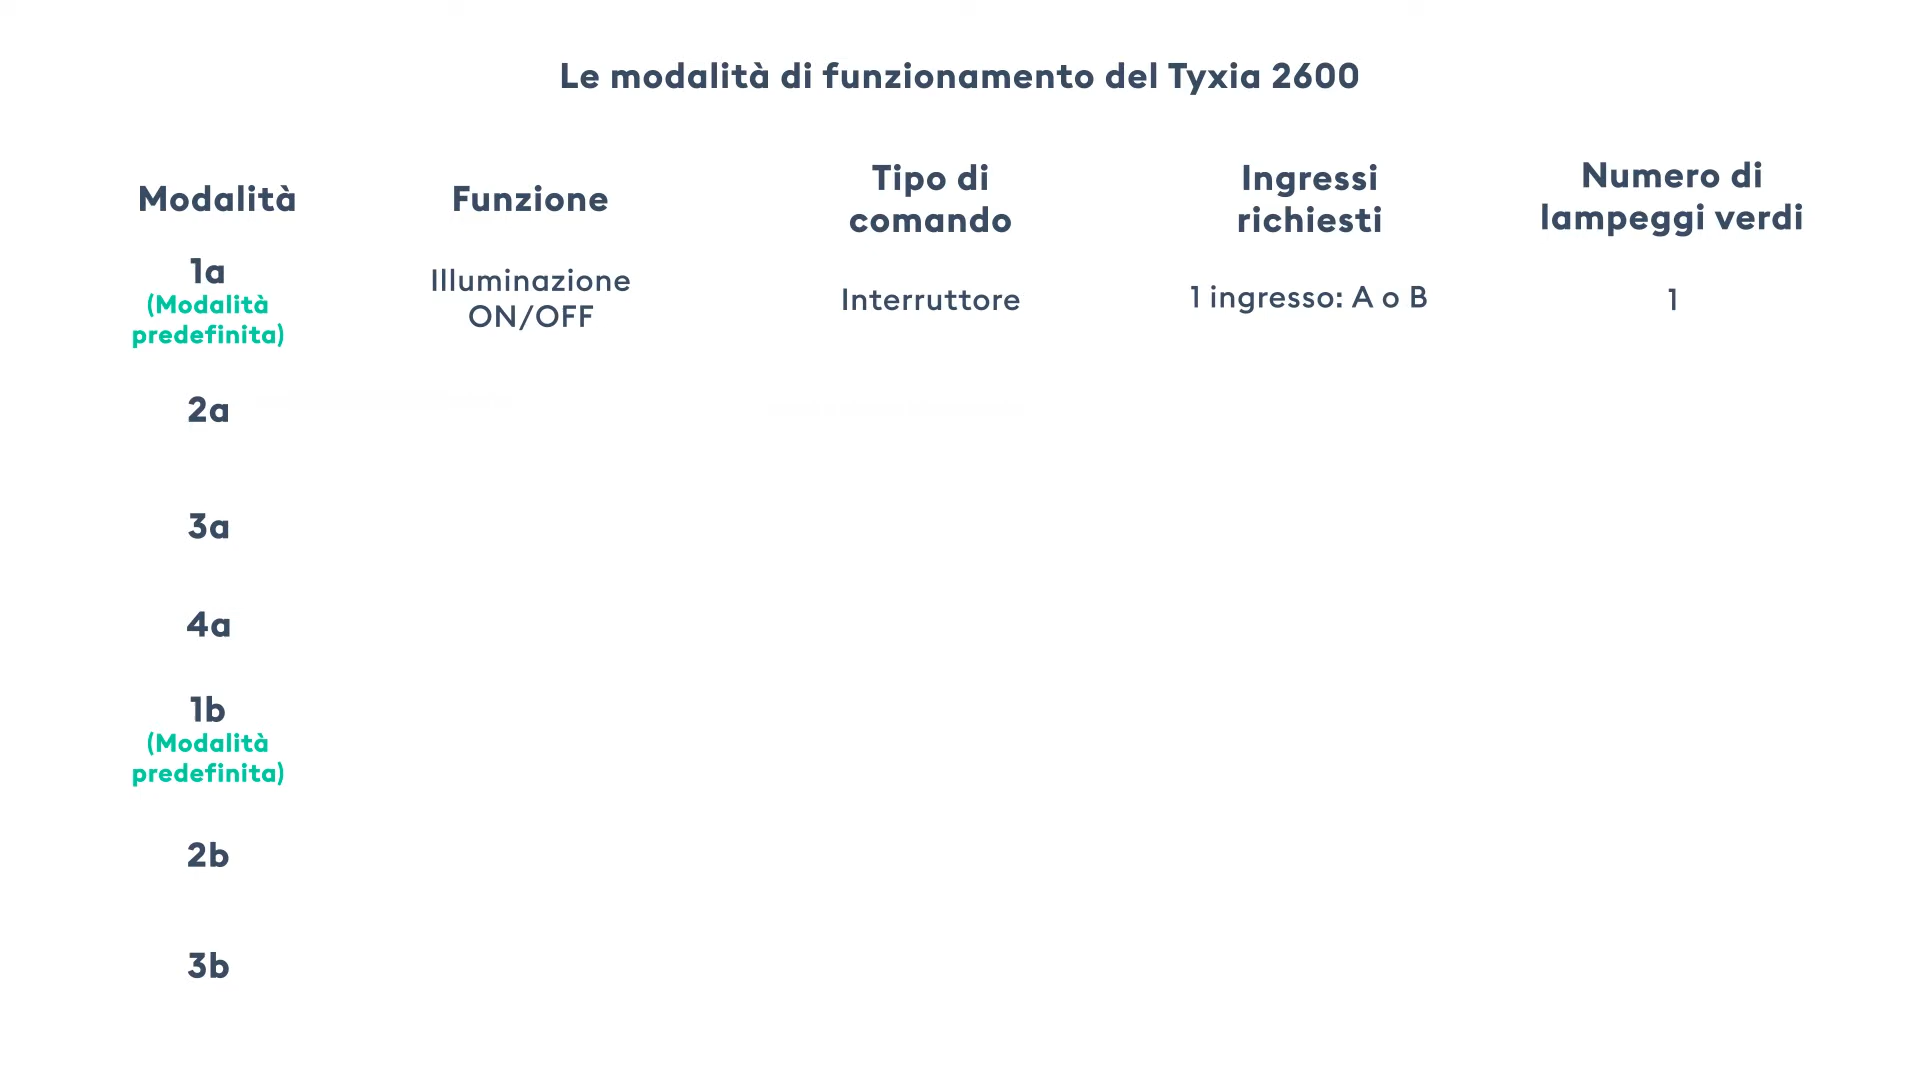 Le modalità di funzionamento del Tyxia 2600
Modalità
Funzione
Tipo di
comando
Ingressi
richiesti
Numero di
lampeggi verdi
1a
(Modalità
predefinita)
Illuminazione
ON/OFF
Interruttore
1 ingresso: A o B
1
2a
3a
4a
1b
(Modalità
predefinita)
2b
3b